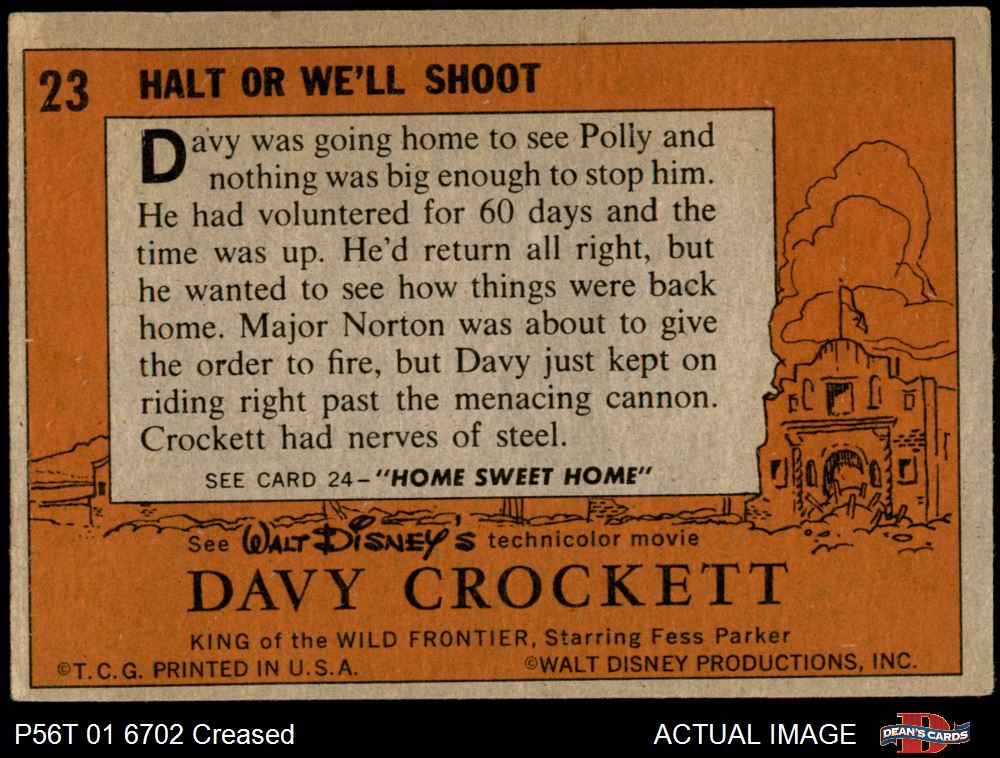 23 HALT OR WE'LL SHOOT
Davy was going home to see Polly and
nothing was big enough to stop him.
He had voluntered for 60 days and the
time was up. He'd return all right, but
he wanted to see how things were back
home. Major Norton was about to give
the order to fire, but Davy just kept on
riding right past the menacing cannon.
Crockett had nerves of steel.
SEE CARD 24-"HOME SWEET HOME"
See WALT DISNEY'S technicolor movie
DAVY CROCKETT
KING of the WILD FRONTIER, Starring Fess Parker
©T.C.G. PRINTED IN U.S.A. ©WALT DISNEY PRODUCTIONS, INC.
P56T 01 6702 Creased ACTUAL IMAGE DEAN'S CARDS